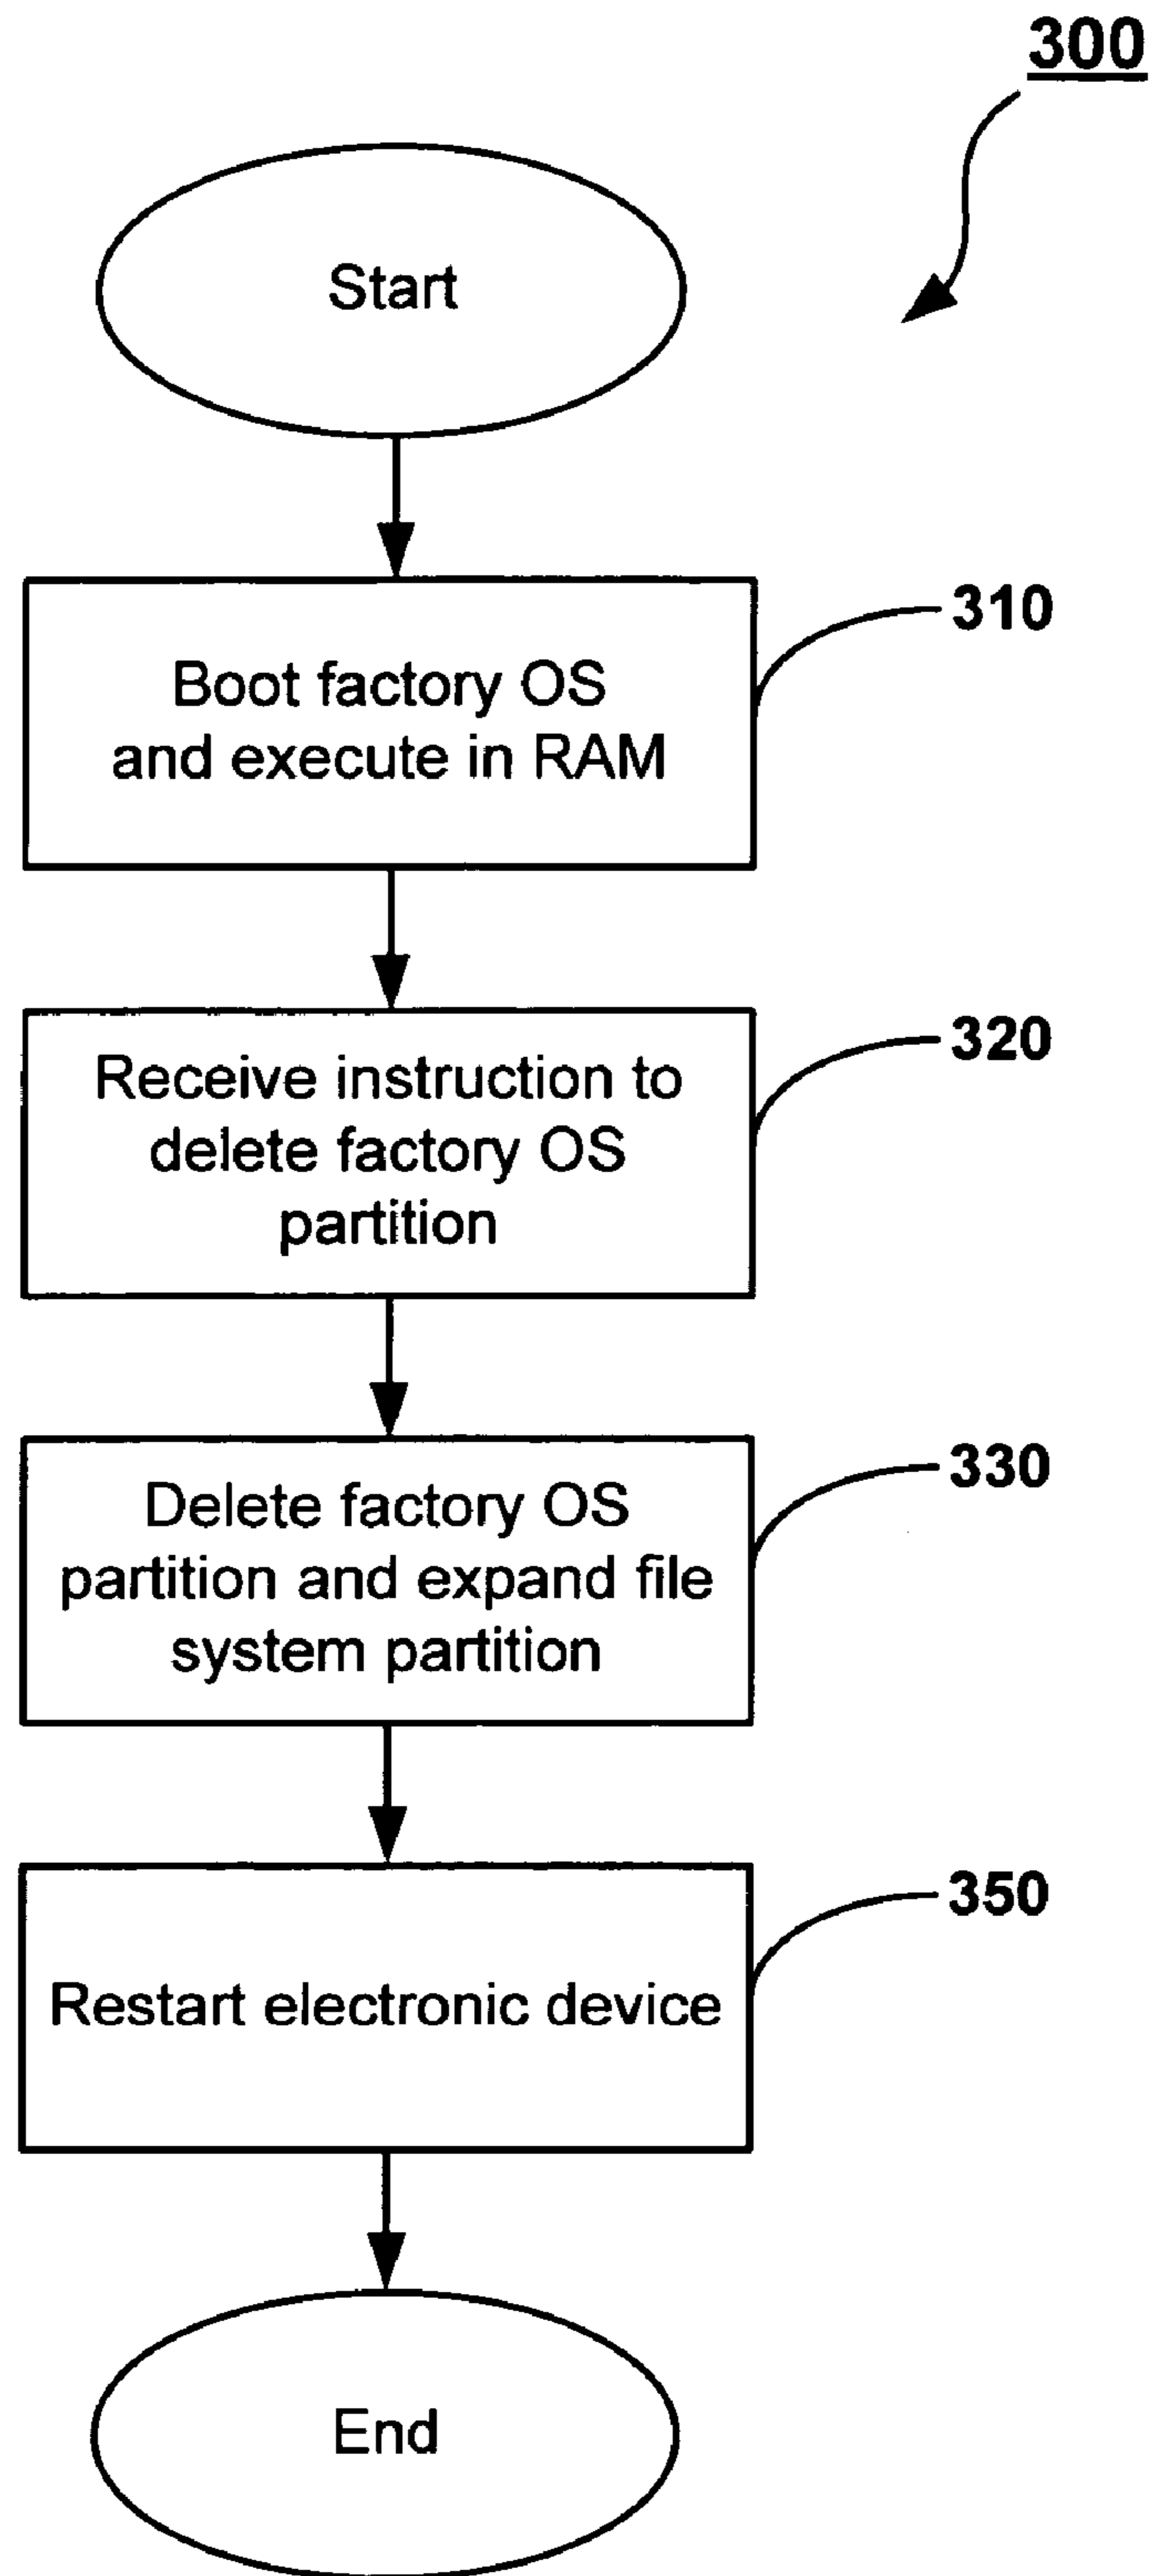 300
Start
Boot factory OS
and execute in RAM
310
Receive instruction to
delete factory OS
partition
320
Delete factory OS
partition and expand file
system partition
330
Restart electronic device
350
End